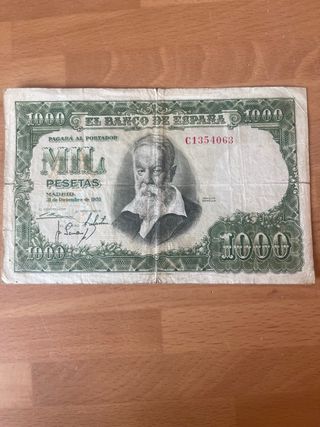 1000 1000
EL BANCO DE ESPAÑA
PAGARÁ AL PORTADOR
C1354063
MIL
PESETAS
MADRID,
31 de Diciembre de 1951
1000 1000